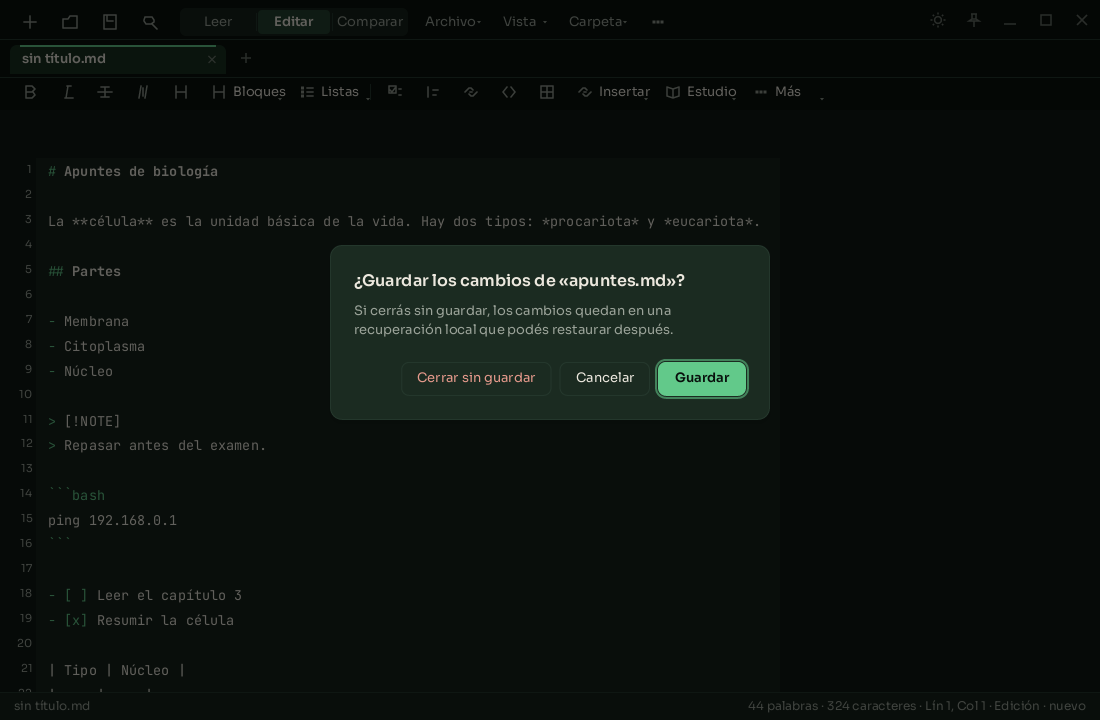 Leer Editar Comparar Archivo Vista Carpeta
sin título.md
Bloques Listas Insertar Estudio Más
1 # Apuntes de biología
2
3 La **célula** es la unidad básica de la vida. Hay dos tipos: *procariota* y *eucariota*.
4
5 ## Partes
6
7 - Membrana
8 - Citoplasma
9 - Núcleo
10
11 > [!NOTE]
12 > Repasar antes del examen.
13
14 ```bash
15 ping 192.168.0.1
16 ```
17
18 - [ ] Leer el capítulo 3
19 - [x] Resumir la célula
20
21 | Tipo | Núcleo |
¿Guardar los cambios de «apuntes.md»?
Si cerrás sin guardar, los cambios quedan en una
recuperación local que podés restaurar después.
Cerrar sin guardar Cancelar Guardar
sin título.md 44 palabras · 324 caracteres · Lín 1, Col 1 · Edición · nuevo